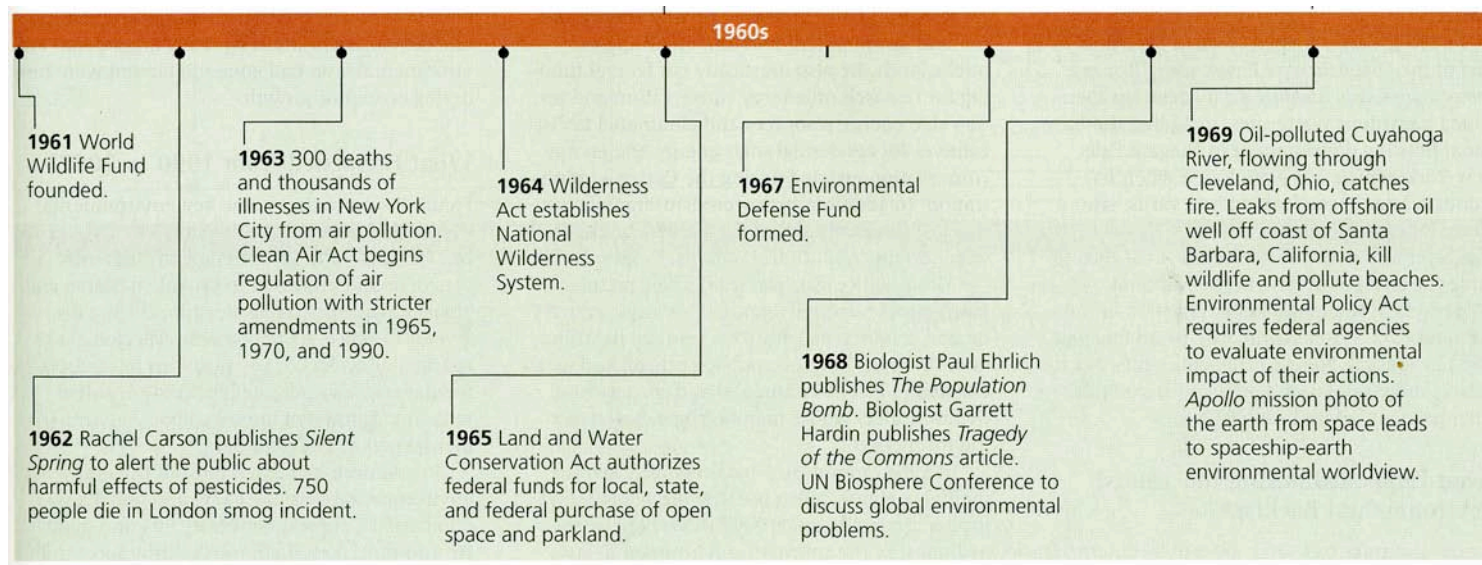 1960s
1961 World
Wildlife Fund
founded.
1962 Rachel Carson publishes Silent
Spring to alert the public about
harmful effects of pesticides. 750
people die in London smog incident.
1963 300 deaths
and thousands of
illnesses in New York
City from air pollution.
Clean Air Act begins
regulation of air
pollution with stricter
amendments in 1965,
1970, and 1990.
1964 Wilderness
Act establishes
National
Wilderness
System.
1965 Land and Water
Conservation Act authorizes
federal funds for local, state,
and federal purchase of open
space and parkland.
1967 Environmental
Defense Fund
formed.
1968 Biologist Paul Ehrlich
publishes The Population
Bomb. Biologist Garrett
Hardin publishes Tragedy
of the Commons article.
UN Biosphere Conference to
discuss global environmental
problems.
1969 Oil-polluted Cuyahoga
River, flowing through
Cleveland, Ohio, catches
fire. Leaks from offshore oil
well off coast of Santa
Barbara, California, kill
wildlife and pollute beaches.
Environmental Policy Act
requires federal agencies
to evaluate environmental
impact of their actions.
Apollo mission photo of
the earth from space leads
to spaceship-earth
environmental worldview.